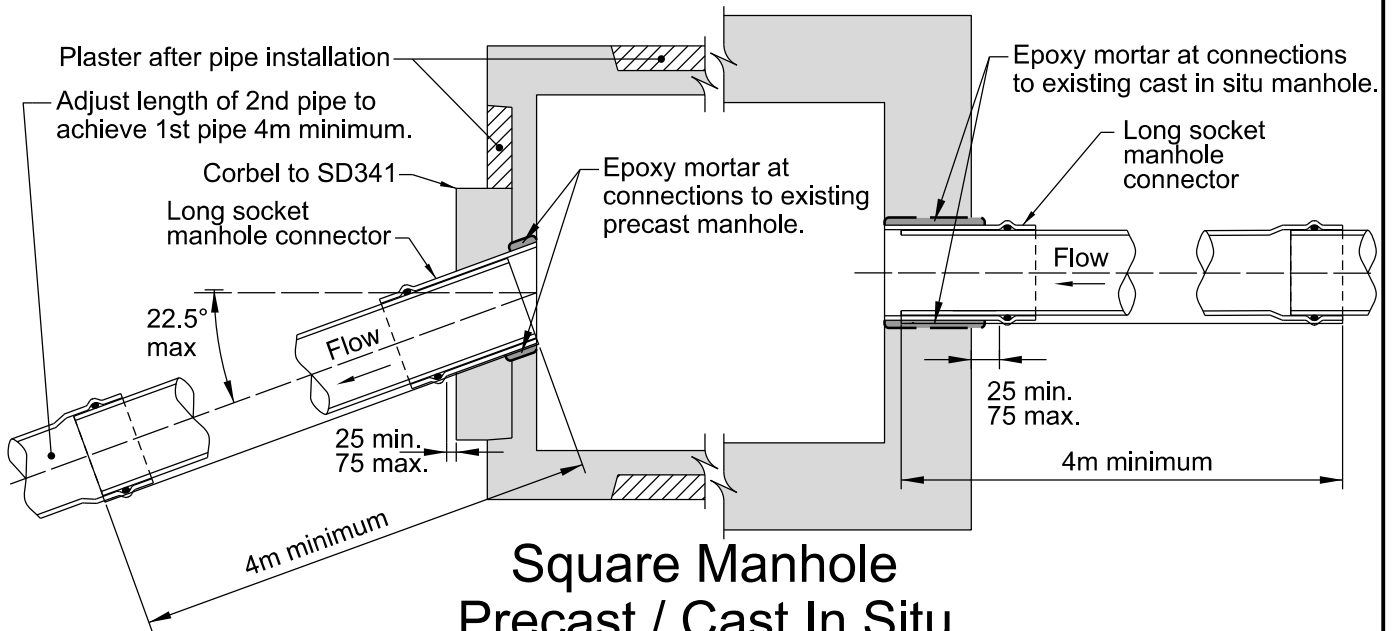 Plaster after pipe installation
Adjust length of 2nd pipe to
achieve 1st pipe 4m minimum.
Corbel to SD341
Long socket
manhole connector
22.5°
max
Flow
25 min.
75 max.
4m minimum
Epoxy mortar at
connections to existing
precast manhole.
Epoxy mortar at connections
to existing cast in situ manhole.
Long socket
manhole
connector
Flow
25 min.
75 max.
4m minimum
Square Manhole
Precast / Cast In Situ